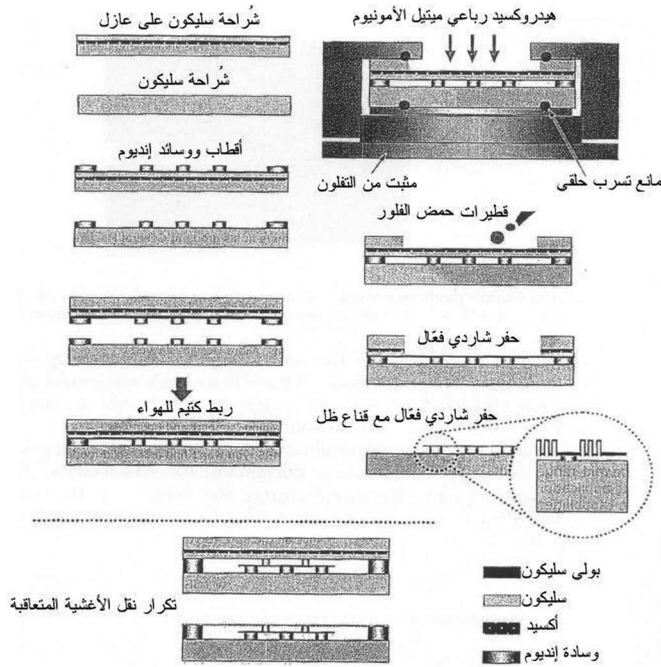 شُراحة سليكون على عازل
شُراحة سليكون
أقطاب ووسائد إنديوم
ربط كتيم للهواء
هيدروكسيد رباعي ميتيل الأمونيوم
مثبت من التفلون
مانع تسرب حلقي
قطيرات حمض الفلور
حفر شاردي فعّال
حفر شاردي فعّال مع قناع ظل
تكرار نقل الأغشية المتعاقبة
بولي سليكون
سليكون
أكسيد
وسادة إنديوم